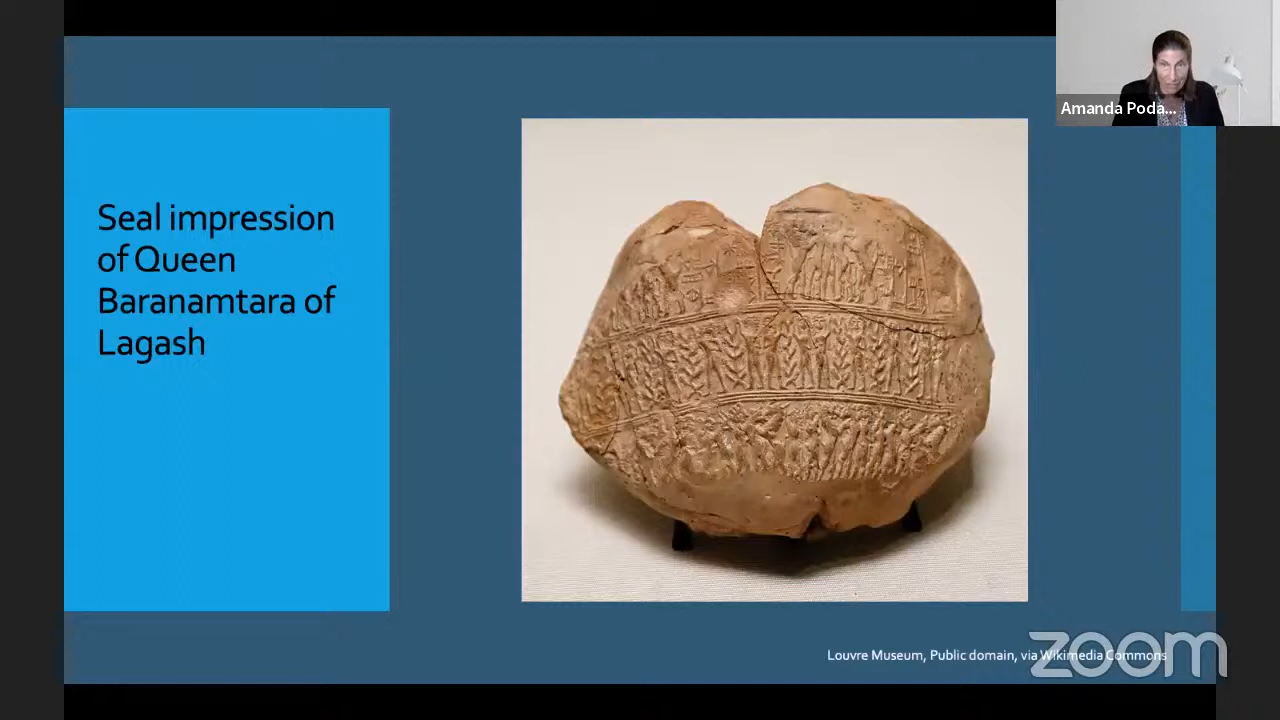 Amanda Poda...
Seal impression
of Queen
Baranamtara of
Lagash
Louvre Museum, Public domain, via Wikimedia Commons
zoom